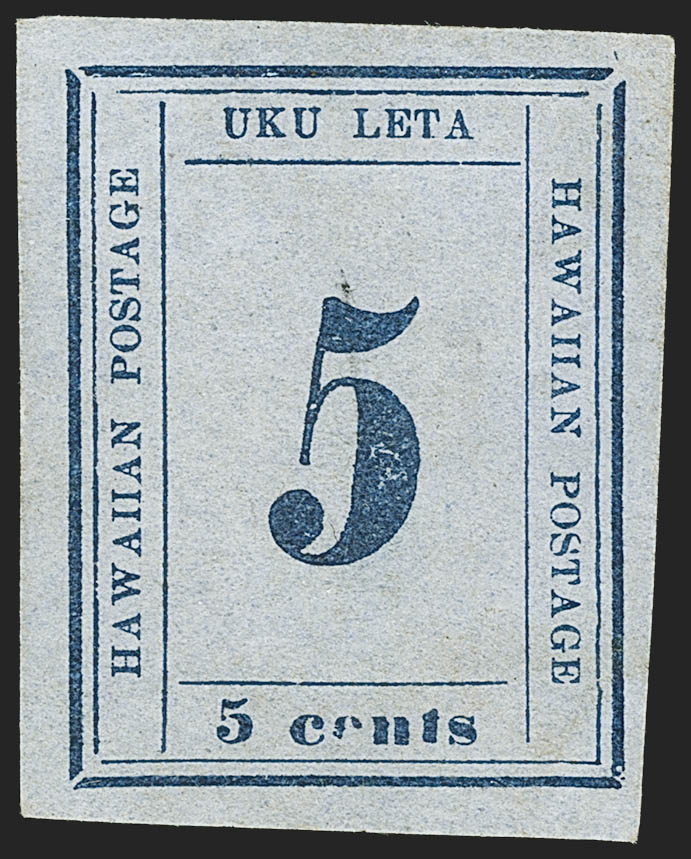 UKU LETA
HAWAIIAN POSTAGE
5
HAWAIIAN POSTAGE
5 cents